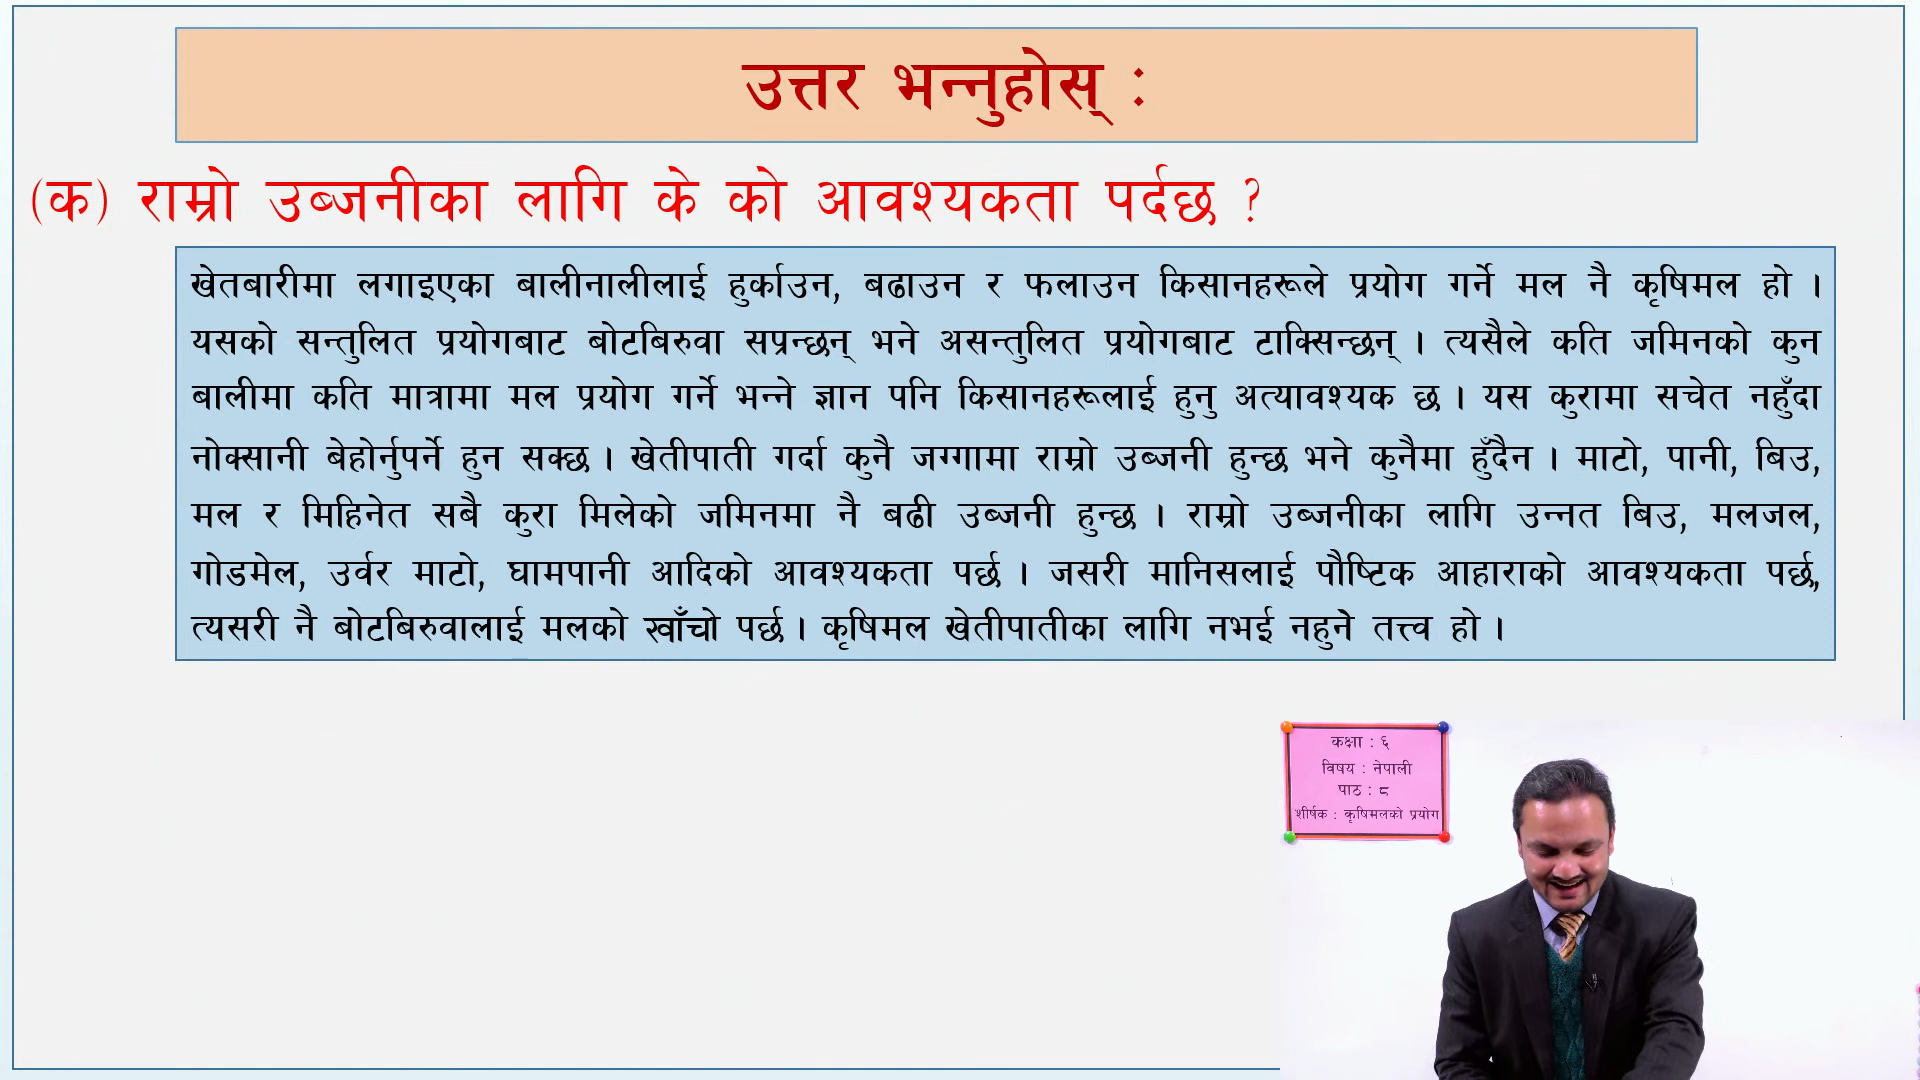 उत्तर भन्नुहोस् :
(क) राम्रो उब्जनीका लागि के को आवश्यकता पर्दछ ?
खेतबारीमा लगाइएका बालीनालीलाई हुर्काउन, बढाउन र फलाउन किसानहरूले प्रयोग गर्ने मल नै कृषिमल हो ।
यसको सन्तुलित प्रयोगबाट बोटबिरुवा सप्रन्छन् भने असन्तुलित प्रयोगबाट टाक्सिन्छन् । त्यसैले कति जमिनको कुन
बालीमा कति मात्रामा मल प्रयोग गर्ने भन्ने ज्ञान पनि किसानहरूलाई हुनु अत्यावश्यक छ । यस कुरामा सचेत नहुँदा
नोक्सानी बेहोर्नुपर्ने हुन सक्छ । खेतीपाती गर्दा कुनै जग्गामा राम्रो उब्जनी हुन्छ भने कुनैमा हुँदैन । माटो, पानी, बिउ,
मल र मिहिनेत सबै कुरा मिलेको जमिनमा नै बढी उब्जनी हुन्छ । राम्रो उब्जनीका लागि उन्नत बिउ, मलजल,
गोडमेल, उर्वर माटो, घामपानी आदिको आवश्यकता पर्छ । जसरी मानिसलाई पौष्टिक आहाराको आवश्यकता पर्छ,
त्यसरी नै बोटबिरुवालाई मलको खाँचो पर्छ । कृषिमल खेतीपातीका लागि नभई नहुने तत्त्व हो ।
कक्षा : ६
विषय : नेपाली
पाठ : ८
शीर्षक : कृषिमलको प्रयोग